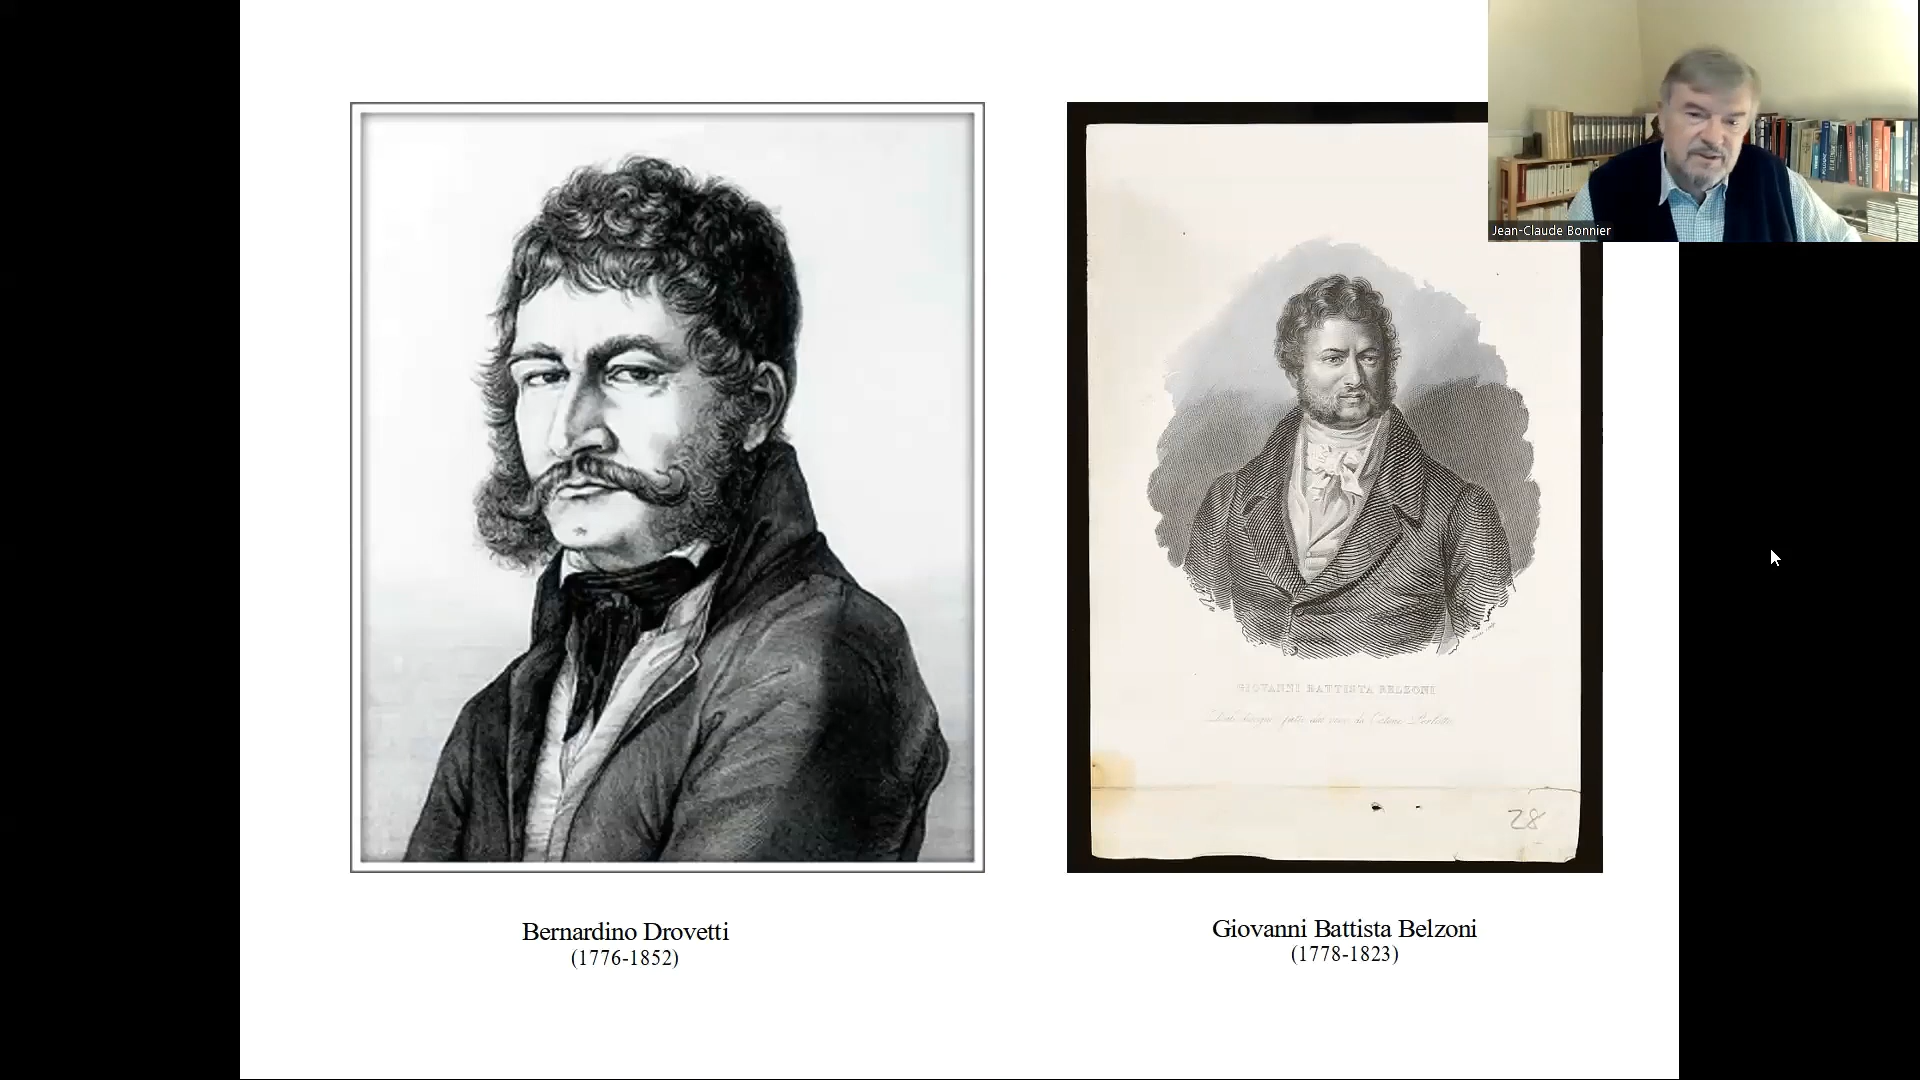 Jean-Claude Bonnier
GIOVANNI BATTISTA BELZONI
28
Bernardino Drovetti
(1776-1852)
Giovanni Battista Belzoni
(1778-1823)